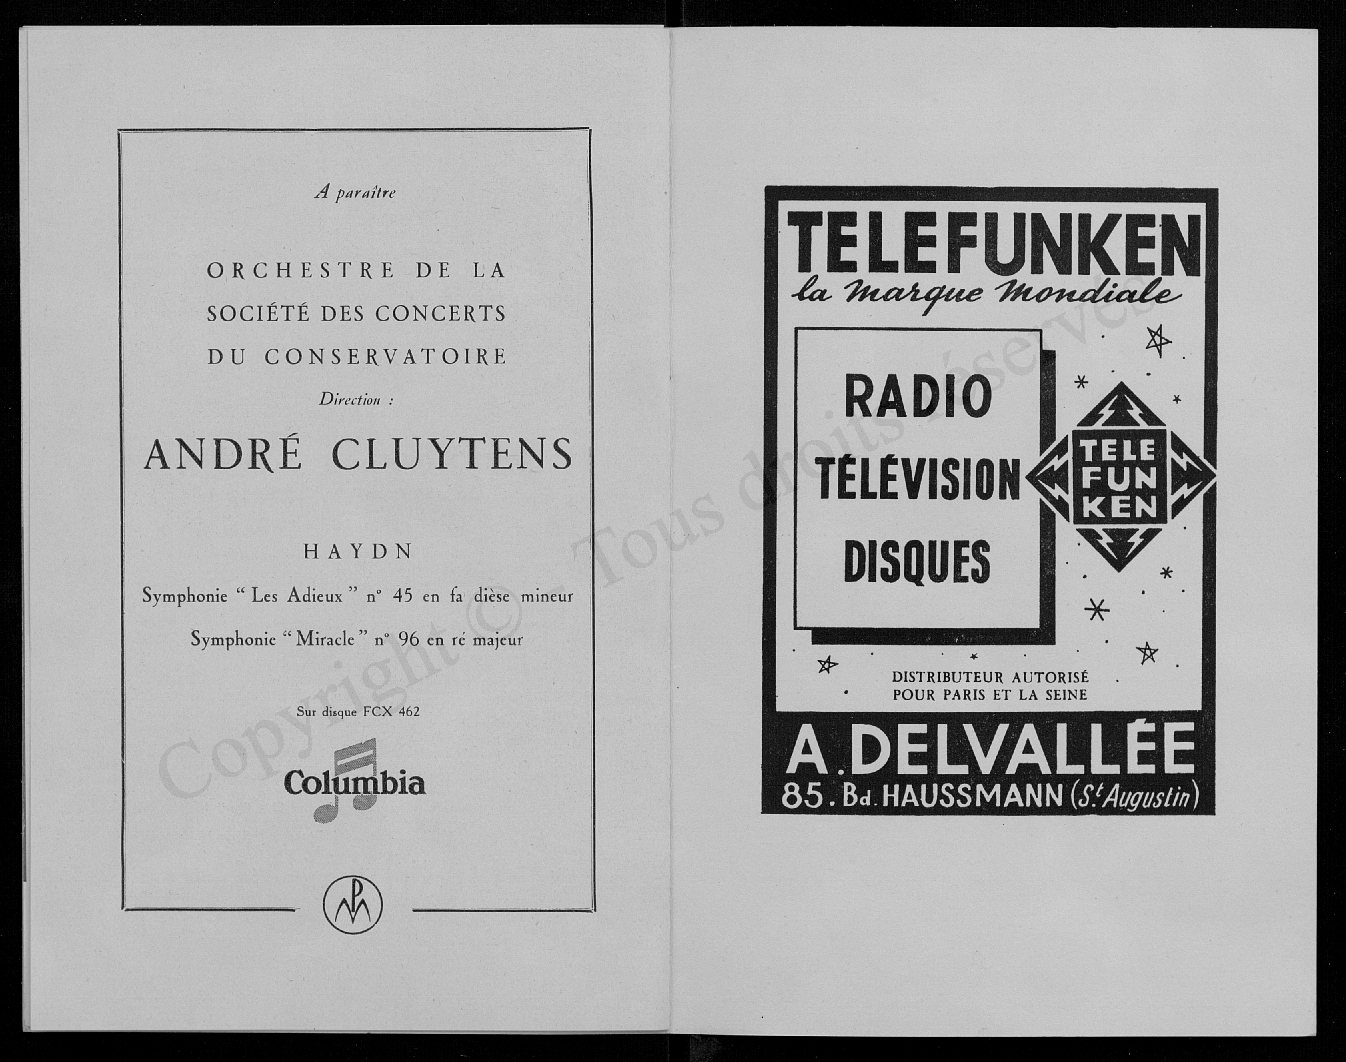 A paraître
ORCHESTRE DE LA
SOCIÉTÉ DES CONCERTS
DU CONSERVATOIRE
Direction :
ANDRÉ CLUYTENS
HAYDN
Symphonie “ Les Adieux ” n° 45 en fa dièse mineur
Symphonie “ Miracle ” n° 96 en ré majeur
Sur disque FCX 462
Columbia
PM
TELEFUNKEN
la Marque Mondiale
RADIO
TÉLÉVISION
DISQUES
TELE
FUN
KEN
DISTRIBUTEUR AUTORISÉ
POUR PARIS ET LA SEINE
A. DELVALLÉE
85. Bd. HAUSSMANN (St Augustin)
Copyright © - Tous droits réservés